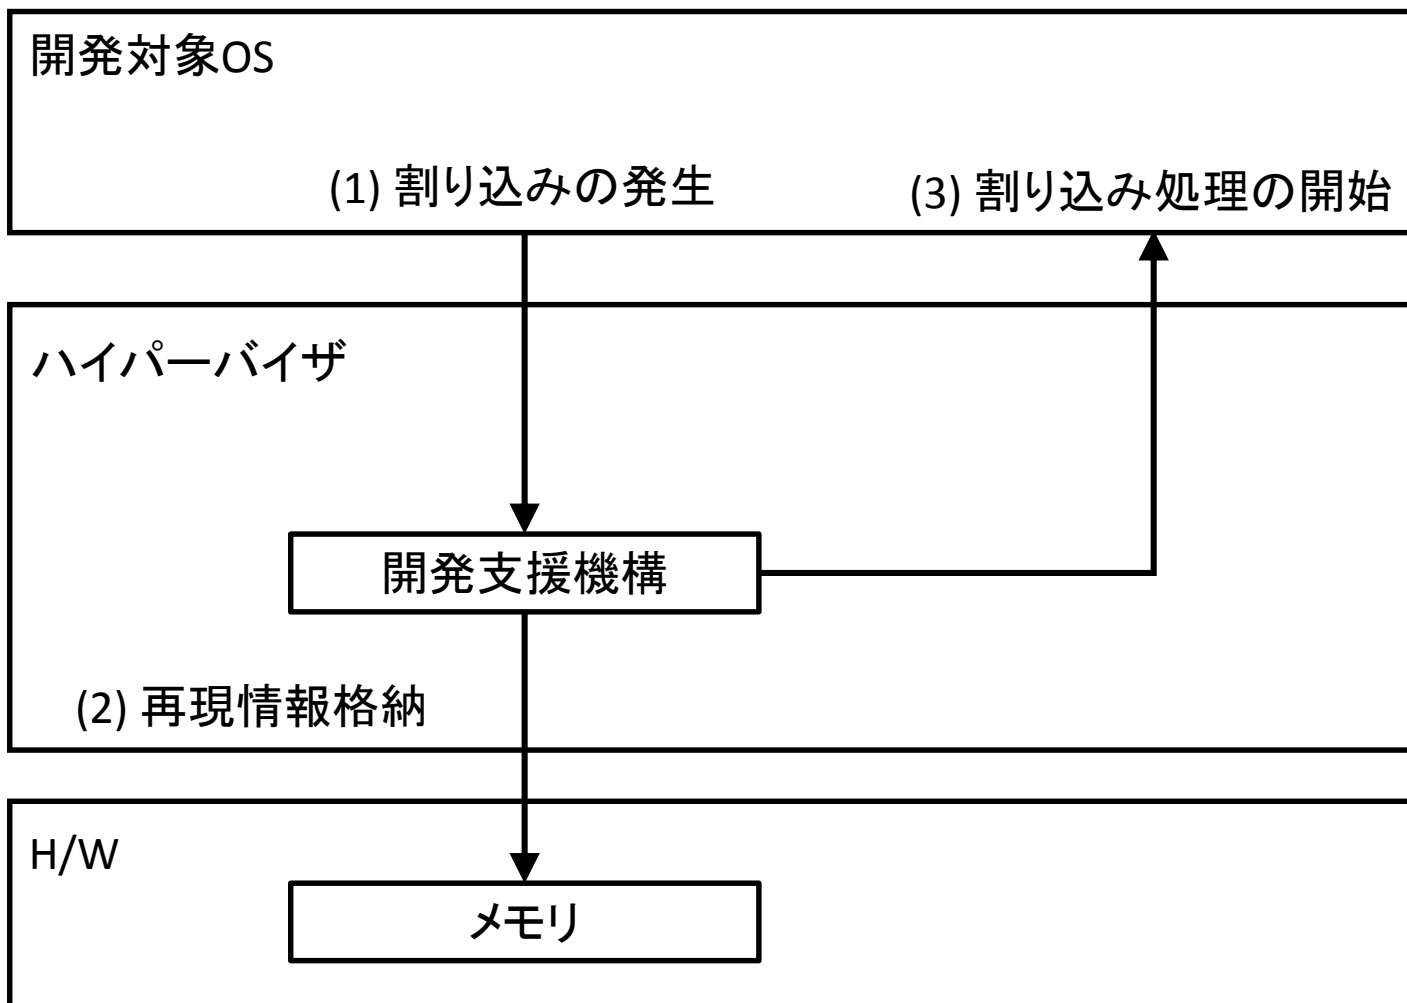 開発対象OS
(1) 割り込みの発生
(3) 割り込み処理の開始
ハイパーバイザ
開発支援機構
(2) 再現情報格納
H/W
メモリ